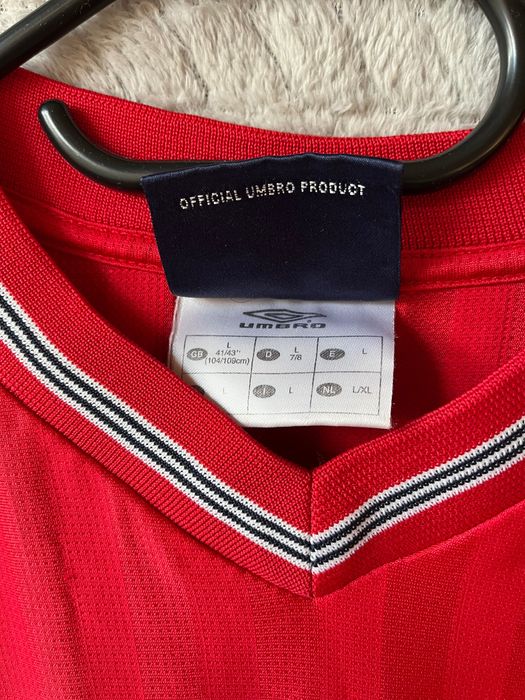 OFFICIAL UMBRO PRODUCT
UMBRO
GB L 41/43" (104/109cm) D L 7/8 E L
L I L NL L/XL